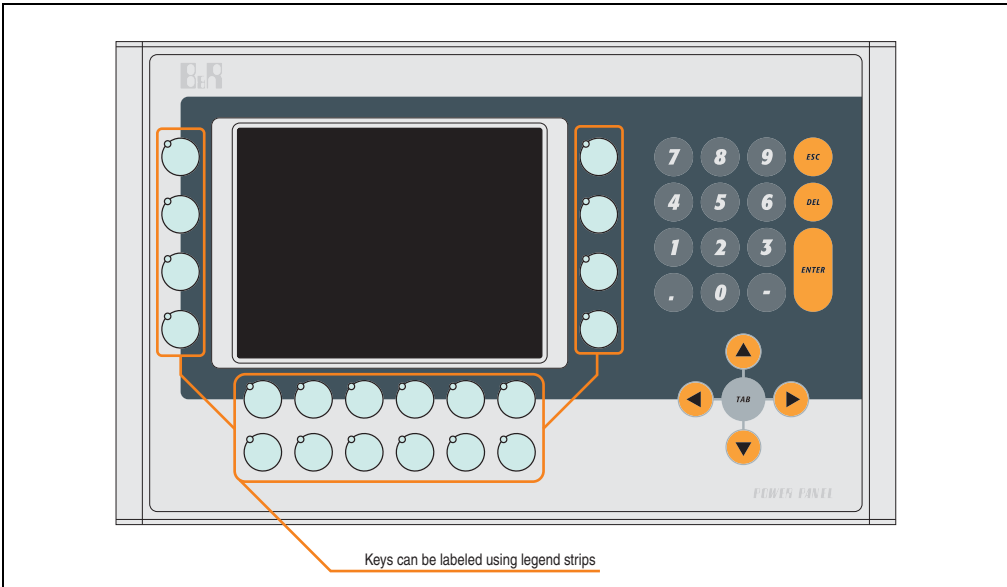 B&R
7 8 9 ESC
4 5 6 DEL
1 2 3 ENTER
. 0 -
TAB
POWER PANEL
Keys can be labeled using legend strips